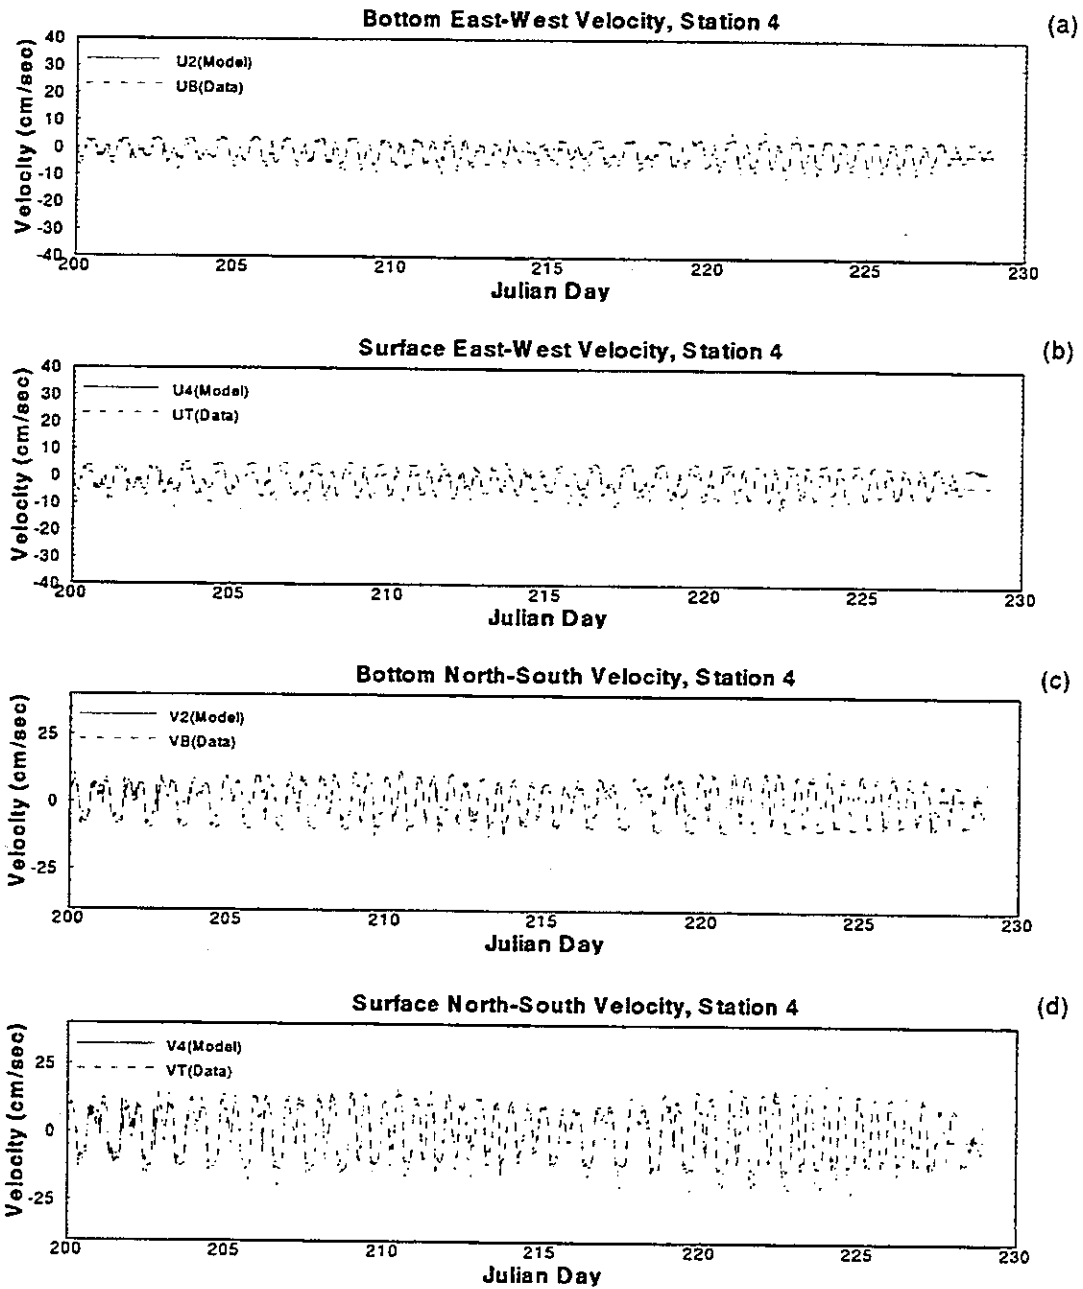 Bottom East-West Velocity, Station 4
(a)
40
30
20
10
0
-10
-20
-30
-40
Velocity (cm/sec)
U2(Model)
UB(Data)
200
205
210
215
220
225
230
Julian Day
Surface East-West Velocity, Station 4
(b)
40
30
20
10
0
-10
-20
-30
-40
Velocity (cm/sec)
U4(Model)
UT(Data)
200
205
210
215
220
225
230
Julian Day
Bottom North-South Velocity, Station 4
(c)
25
0
-25
Velocity (cm/sec)
V2(Model)
VB(Data)
200
205
210
215
220
225
230
Julian Day
Surface North-South Velocity, Station 4
(d)
25
0
-25
Velocity (cm/sec)
V4(Model)
VT(Data)
200
205
210
215
220
225
230
Julian Day